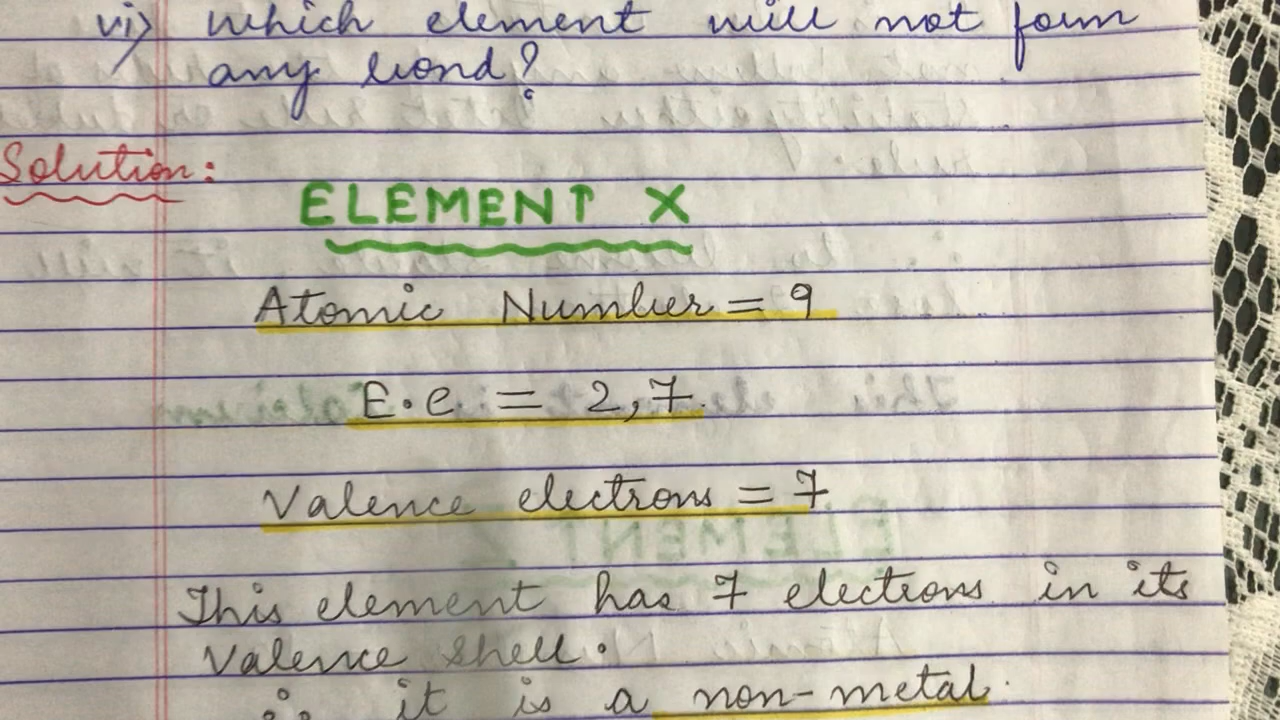 vi) which element will not form
any bond?
Solution:
ELEMENT X
Atomic Number = 9
E.c. = 2,7.
Valence electrons = 7
This element has 7 electrons in its
valence shell.
∴ it is a non-metal.